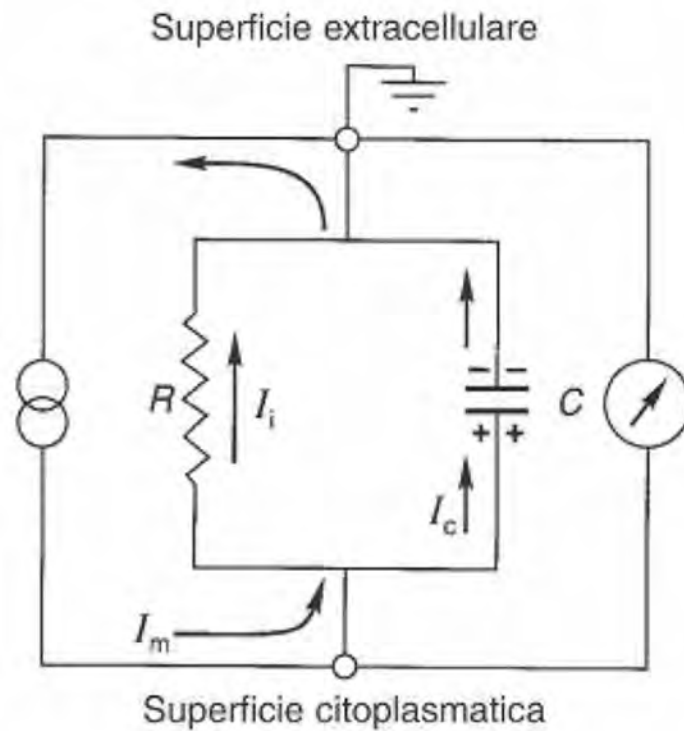 Superficie extracellulare
R
I_i
C
I_c
I_m
Superficie citoplasmatica